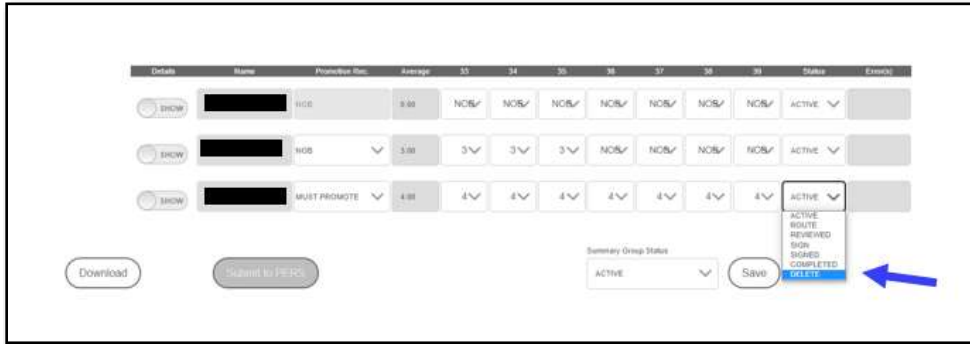 Details Name Promotion Rec. Average 33 34 35 36 37 38 39 Status Error(s)
SHOW NOB 0.00 NOB NOB NOB NOB NOB NOB NOB ACTIVE
SHOW NOB 3.00 3 3 3 NOB NOB NOB NOB ACTIVE
SHOW MUST PROMOTE 4.00 4 4 4 4 4 4 4 ACTIVE
ACTIVE
ROUTE
REVIEWED
SIGN
SIGNED
COMPLETED
DELETE
Summary Group Status
Download Submit to PERS ACTIVE Save